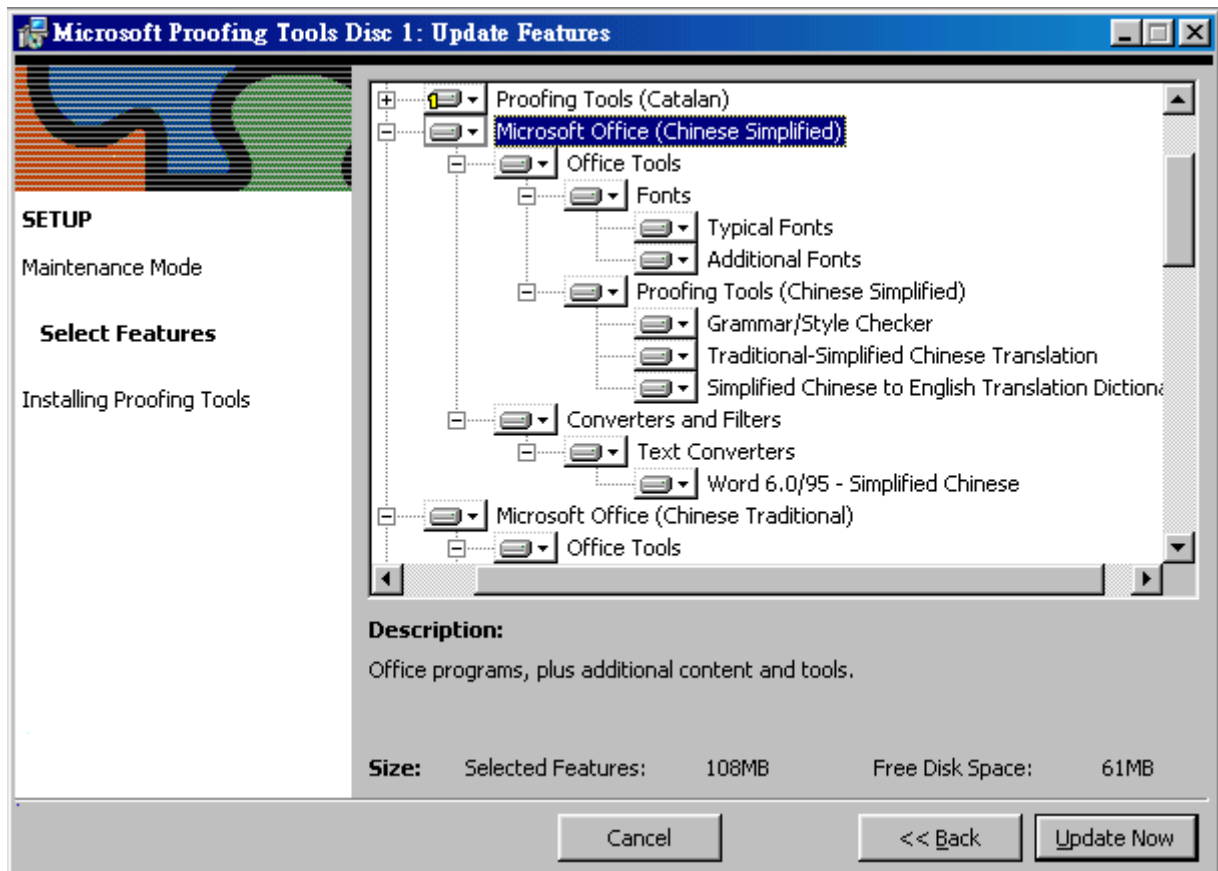 Microsoft Proofing Tools Disc 1: Update Features
SETUP
Maintenance Mode
Select Features
Installing Proofing Tools
Proofing Tools (Catalan)
Microsoft Office (Chinese Simplified)
Office Tools
Fonts
Typical Fonts
Additional Fonts
Proofing Tools (Chinese Simplified)
Grammar/Style Checker
Traditional-Simplified Chinese Translation
Simplified Chinese to English Translation Dictiona
Converters and Filters
Text Converters
Word 6.0/95 - Simplified Chinese
Microsoft Office (Chinese Traditional)
Office Tools
Description:
Office programs, plus additional content and tools.
Size: Selected Features: 108MB Free Disk Space: 61MB
Cancel << Back Update Now